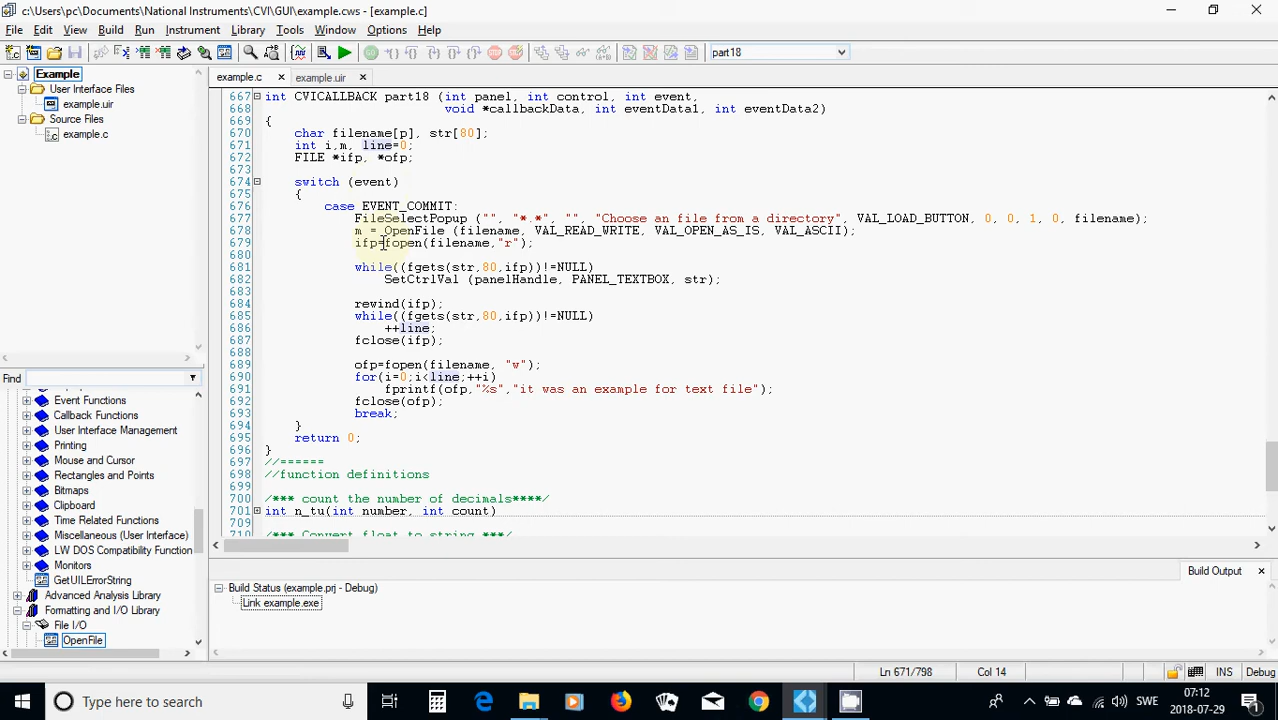 c:\Users\pc\Documents\National Instruments\CVI\GUI\example.cws - [example.c]
File Edit View Build Run Instrument Library Tools Window Options Help
part18
Example
User Interface Files
example.uir
Source Files
example.c
Find
Event Functions
Callback Functions
User Interface Management
Printing
Mouse and Cursor
Rectangles and Points
Bitmaps
Clipboard
Time Related Functions
Miscellaneous (User Interface)
LW DOS Compatibility Function
Monitors
GetUILErrorString
Advanced Analysis Library
Formatting and I/O Library
File I/O
OpenFile
example.c example.uir
667 int CVICALLBACK part18 (int panel, int control, int event,
668 void *callbackData, int eventData1, int eventData2)
669 {
670 char filename[p], str[80];
671 int i,m, line=0;
672 FILE *ifp, *ofp;
673
674 switch (event)
675 {
676 case EVENT_COMMIT:
677 FileSelectPopup ("", "*.*", "", "Choose an file from a directory", VAL_LOAD_BUTTON, 0, 0, 1, 0, filename);
678 m = OpenFile (filename, VAL_READ_WRITE, VAL_OPEN_AS_IS, VAL_ASCII);
679 ifp=fopen(filename,"r");
680
681 while((fgets(str,80,ifp))!=NULL)
682 SetCtrlVal (panelHandle, PANEL_TEXTBOX, str);
683
684 rewind(ifp);
685 while((fgets(str,80,ifp))!=NULL)
686 ++line;
687 fclose(ifp);
688
689 ofp=fopen(filename, "w");
690 for(i=0;i<line;++i)
691 fprintf(ofp,"%s","it was an example for text file");
692 fclose(ofp);
693 break;
694 }
695 return 0;
696 }
697 //======
698 //function definitions
699
700 /*** count the number of decimals****/
701 int n_tu(int number, int count)
709
710 /*** Convert float to string ***/
Build Output
Build Status (example.prj - Debug)
Link example.exe
Ln 671/798 Col 14 INS Debug
Type here to search
SWE
07:12
2018-07-29
1